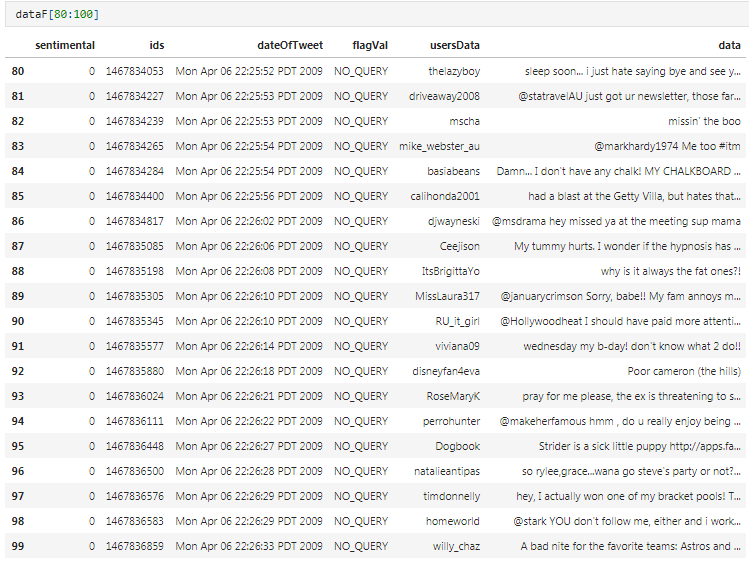 dataF[80:100]
sentimental ids dateOfTweet flagVal usersData data
80 0 1467834053 Mon Apr 06 22:25:52 PDT 2009 NO_QUERY thelazyboy sleep soon... i just hate saying bye and see y...
81 0 1467834227 Mon Apr 06 22:25:53 PDT 2009 NO_QUERY driveaway2008 @statravelAU just got ur newsletter, those far...
82 0 1467834239 Mon Apr 06 22:25:53 PDT 2009 NO_QUERY mscha missin' the boo
83 0 1467834265 Mon Apr 06 22:25:54 PDT 2009 NO_QUERY mike_webster_au @markhardy1974 Me too #itm
84 0 1467834284 Mon Apr 06 22:25:54 PDT 2009 NO_QUERY basiabeans Damn... I don't have any chalk! MY CHALKBOARD ...
85 0 1467834400 Mon Apr 06 22:25:56 PDT 2009 NO_QUERY calihonda2001 had a blast at the Getty Villa, but hates that...
86 0 1467834817 Mon Apr 06 22:26:02 PDT 2009 NO_QUERY djwayneski @msdrama hey missed ya at the meeting sup mama
87 0 1467835085 Mon Apr 06 22:26:06 PDT 2009 NO_QUERY Ceejison My tummy hurts. I wonder if the hypnosis has ...
88 0 1467835198 Mon Apr 06 22:26:08 PDT 2009 NO_QUERY ItsBrigittaYo why is it always the fat ones?!
89 0 1467835305 Mon Apr 06 22:26:10 PDT 2009 NO_QUERY MissLaura317 @januarycrimson Sorry, babe!! My fam annoys m...
90 0 1467835345 Mon Apr 06 22:26:10 PDT 2009 NO_QUERY RU_it_girl @Hollywoodheat I should have paid more attenti...
91 0 1467835577 Mon Apr 06 22:26:14 PDT 2009 NO_QUERY viviana09 wednesday my b-day! don't know what 2 do!!
92 0 1467835880 Mon Apr 06 22:26:18 PDT 2009 NO_QUERY disneyfan4eva Poor cameron (the hills)
93 0 1467836024 Mon Apr 06 22:26:21 PDT 2009 NO_QUERY RoseMaryK pray for me please, the ex is threatening to s...
94 0 1467836111 Mon Apr 06 22:26:22 PDT 2009 NO_QUERY perrohunter @makeherfamous hmm , do u really enjoy being ...
95 0 1467836448 Mon Apr 06 22:26:27 PDT 2009 NO_QUERY Dogbook Strider is a sick little puppy http://apps.fa...
96 0 1467836500 Mon Apr 06 22:26:28 PDT 2009 NO_QUERY natalieantipas so rylee,grace...wana go steve's party or not?...
97 0 1467836576 Mon Apr 06 22:26:29 PDT 2009 NO_QUERY timdonnelly hey, I actually won one of my bracket pools! T...
98 0 1467836583 Mon Apr 06 22:26:29 PDT 2009 NO_QUERY homeworld @stark YOU don't follow me, either and i work...
99 0 1467836859 Mon Apr 06 22:26:33 PDT 2009 NO_QUERY willy_chaz A bad nite for the favorite teams: Astros and ...